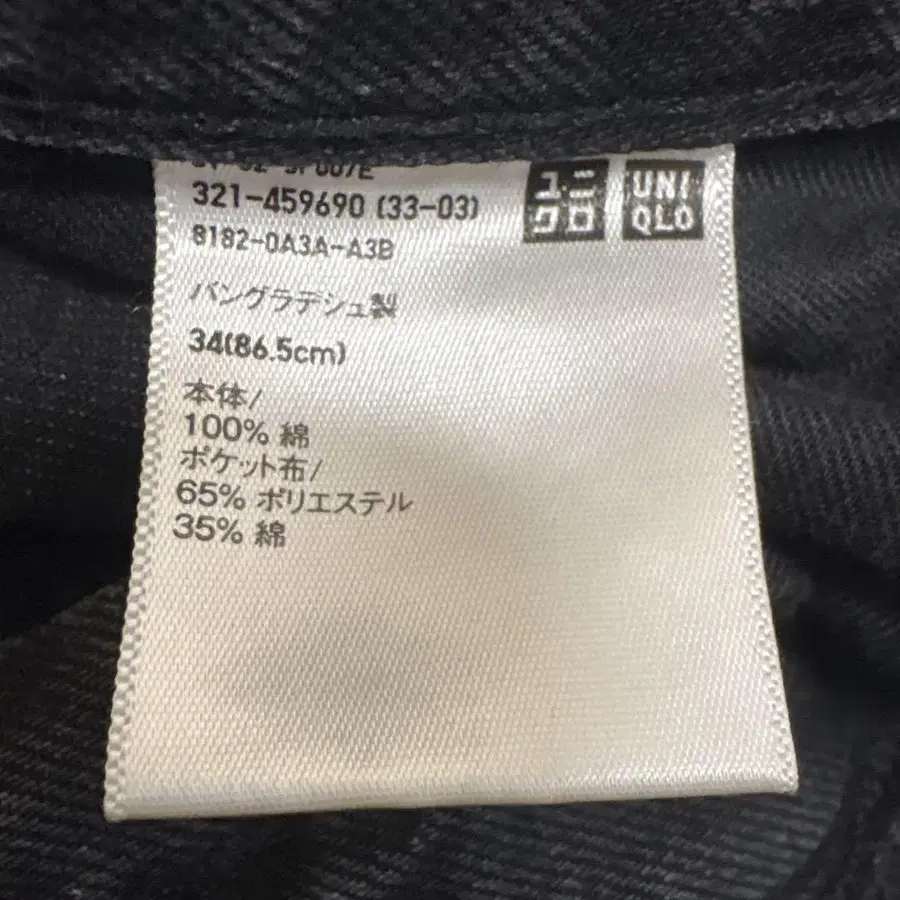 321-459690 (33-03)
8182-0A3A-A3B
バングラデシュ製
34(86.5cm)
本体/
100% 綿
ポケット布/
65% ポリエステル
35% 綿
ユニ
クロ
UNI
QLO